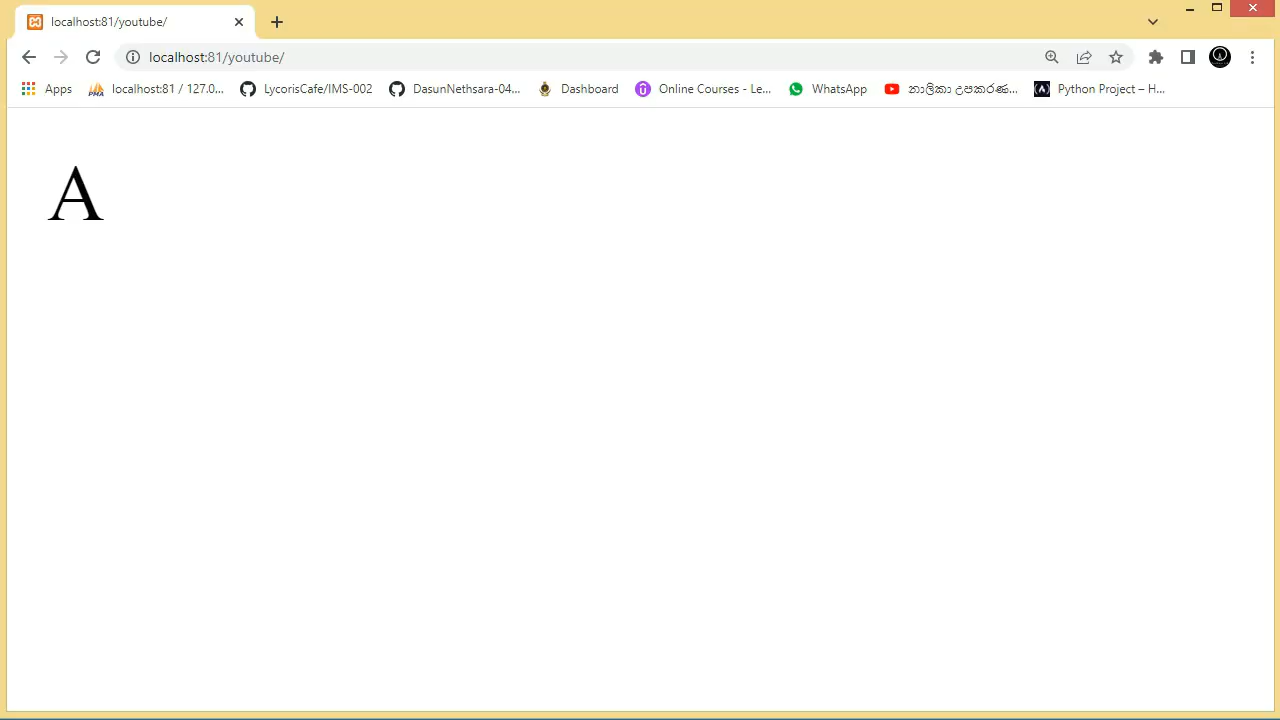 localhost:81/youtube/
localhost:81/youtube/
Apps
PMA
localhost:81 / 127.0...
LycorisCafe/IMS-002
DasunNethsara-04...
Dashboard
Online Courses - Le...
WhatsApp
නාලිකා උපකරණ...
Python Project – H...
A